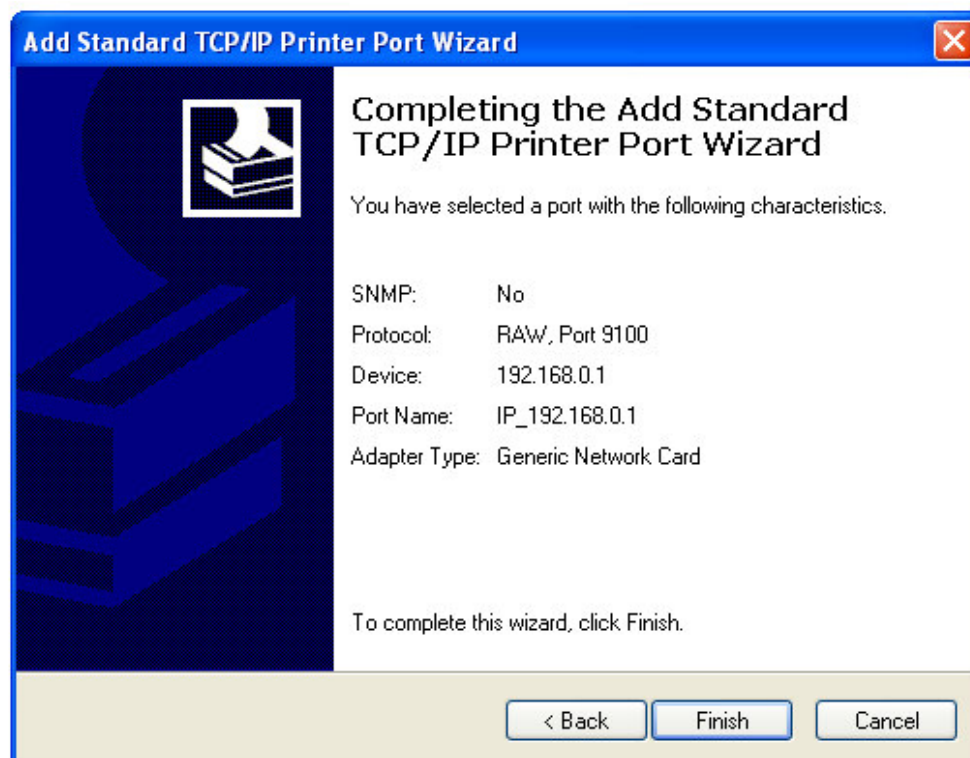 Add Standard TCP/IP Printer Port Wizard
Completing the Add Standard
TCP/IP Printer Port Wizard
You have selected a port with the following characteristics.
SNMP: No
Protocol: RAW, Port 9100
Device: 192.168.0.1
Port Name: IP_192.168.0.1
Adapter Type: Generic Network Card
To complete this wizard, click Finish.
< Back Finish Cancel